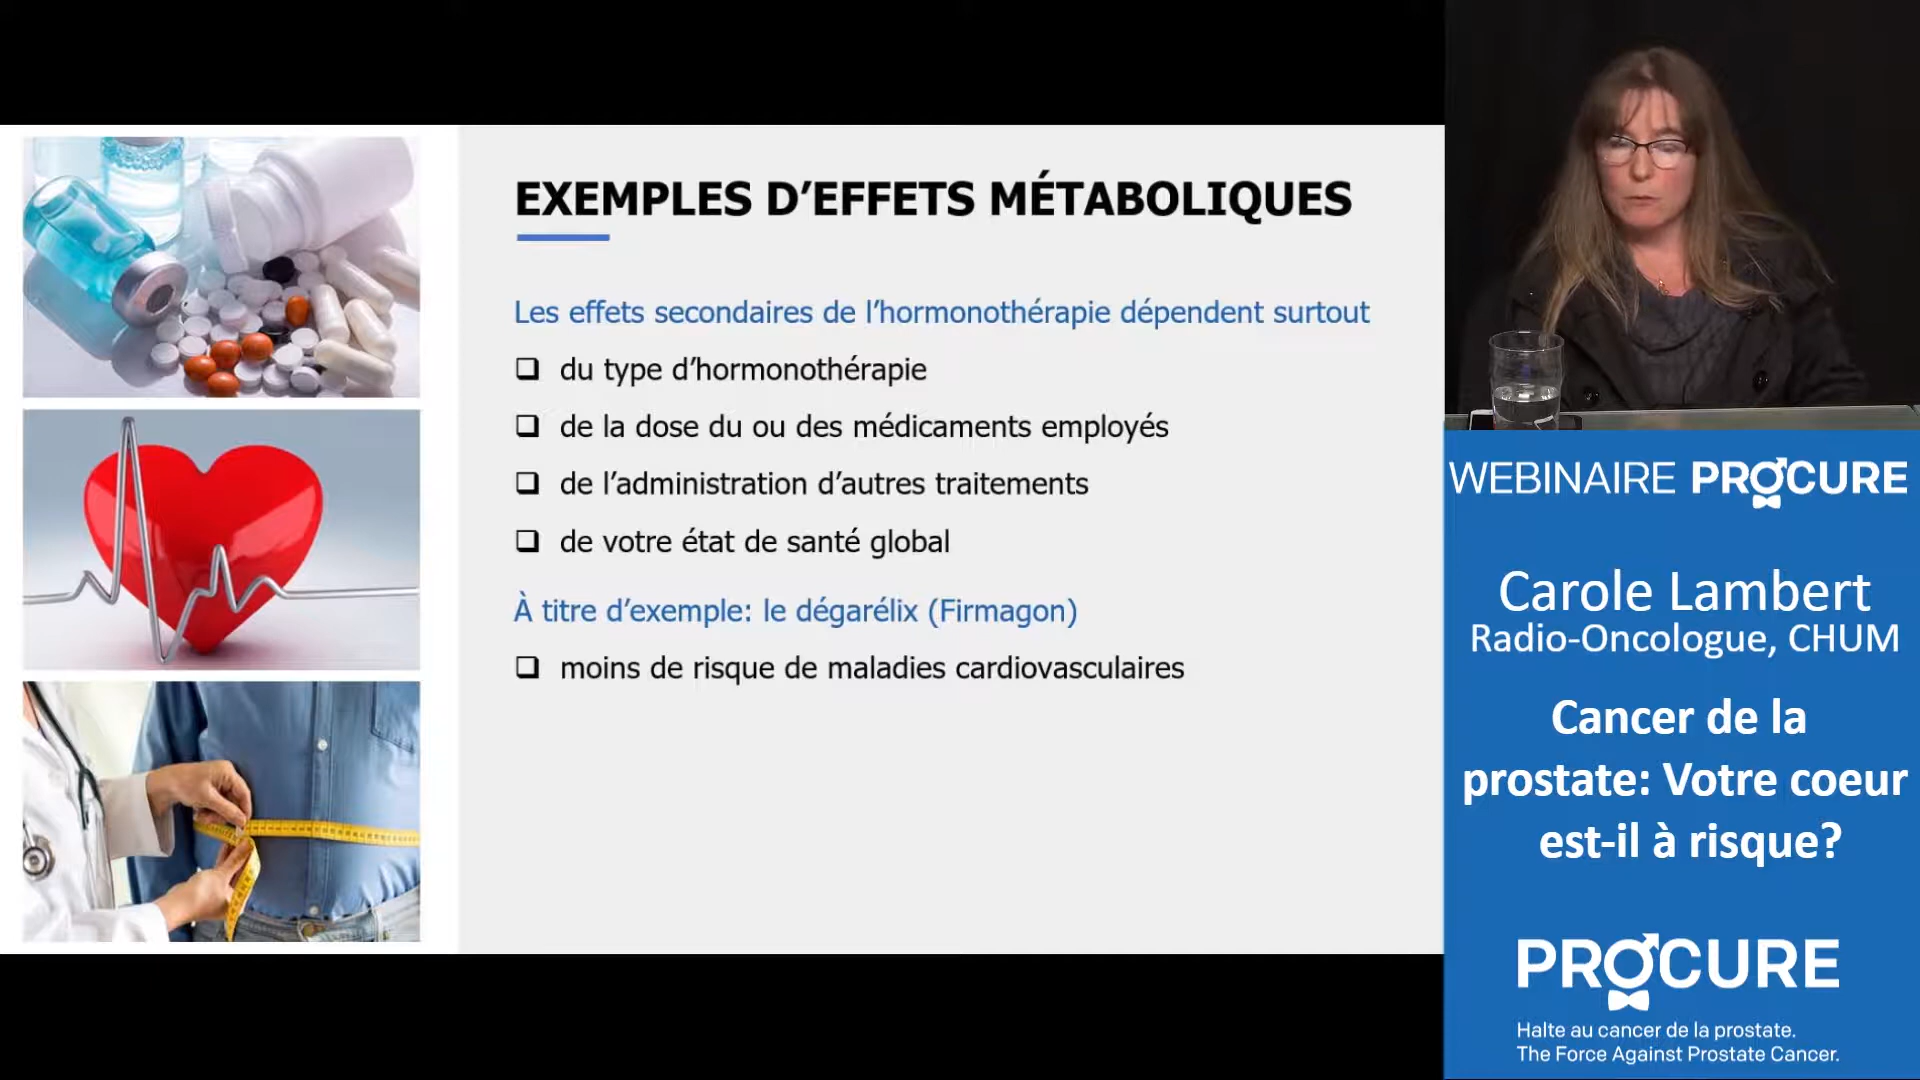 EXEMPLES D’EFFETS MÉTABOLIQUES
Les effets secondaires de l’hormonothérapie dépendent surtout
❑ du type d’hormonothérapie
❑ de la dose du ou des médicaments employés
❑ de l’administration d’autres traitements
❑ de votre état de santé global
À titre d’exemple: le dégarélix (Firmagon)
❑ moins de risque de maladies cardiovasculaires
WEBINAIRE PROCURE
Carole Lambert
Radio-Oncologue, CHUM
Cancer de la
prostate: Votre coeur
est-il à risque?
PROCURE
Halte au cancer de la prostate.
The Force Against Prostate Cancer.